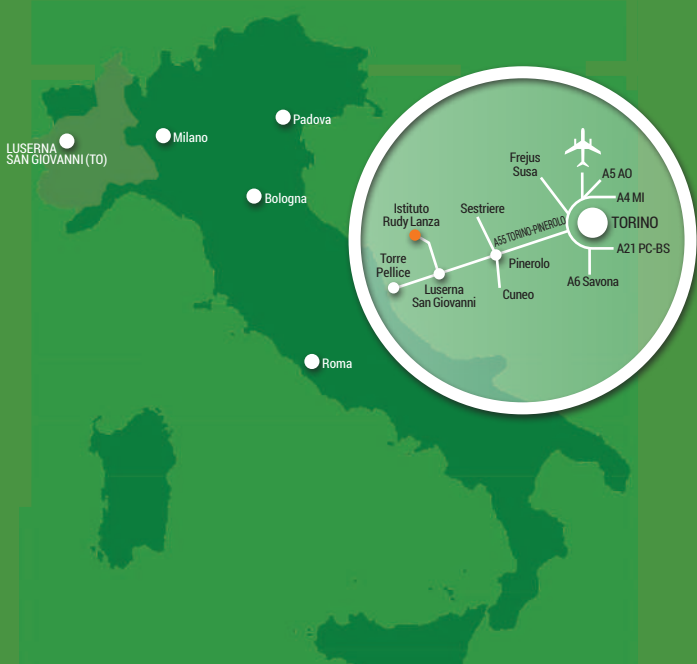 LUSERNA
SAN GIOVANNI (TO)
Milano
Padova
Bologna
Roma
Frejus
Susa
A5 AO
A4 MI
TORINO
A21 PC-BS
A6 Savona
Istituto
Rudy Lanza
Sestriere
A55 TORINO-PINEROLO
Torre
Pellice
Luserna
San Giovanni
Pinerolo
Cuneo